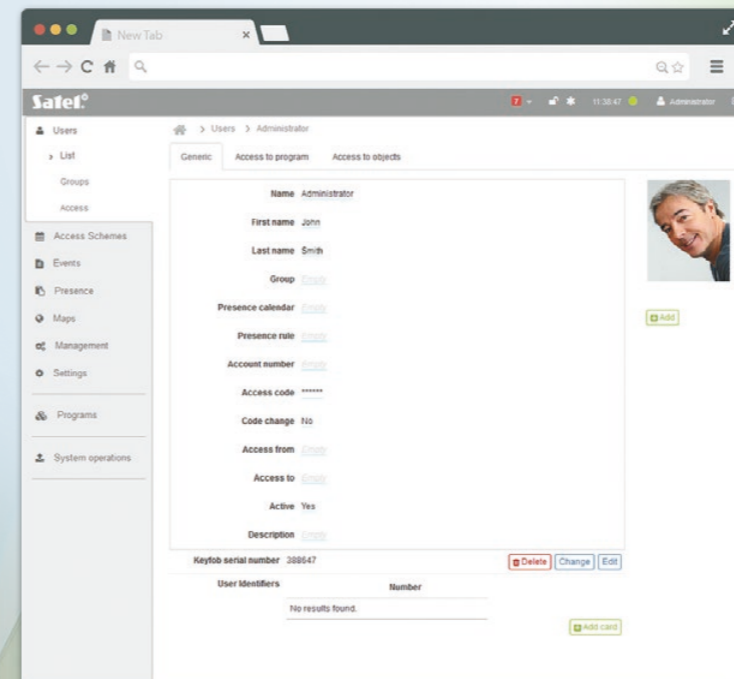 New Tab
Satel®
7 11:38:47 Administrator
Users
List
Groups
Access
Access Schemes
Events
Presence
Maps
Management
Settings
Programs
System operations
> Users > Administrator
Generic Access to program Access to objects
Name Administrator
First name John
Last name Smith
Group Empty
Presence calendar Empty
Presence rule Empty
Account number Empty
Access code ******
Code change No
Access from Empty
Access to Empty
Active Yes
Description Empty
Add
Keyfob serial number 388647 Delete Change Edit
User Identifiers Number
No results found.
Add card